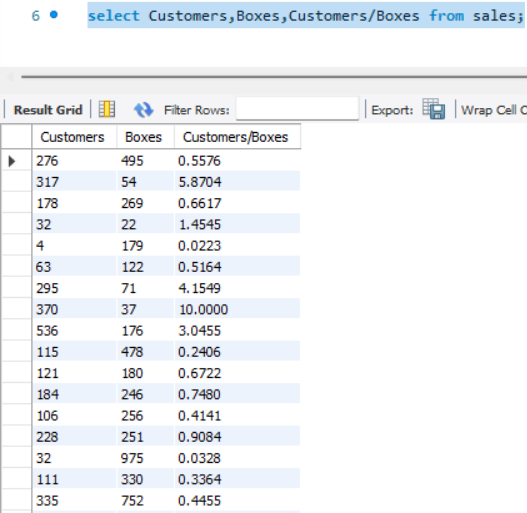 6 select Customers,Boxes,Customers/Boxes from sales;
Result Grid Filter Rows: Export: Wrap Cell C
Customers Boxes Customers/Boxes
276 495 0.5576
317 54 5.8704
178 269 0.6617
32 22 1.4545
4 179 0.0223
63 122 0.5164
295 71 4.1549
370 37 10.0000
536 176 3.0455
115 478 0.2406
121 180 0.6722
184 246 0.7480
106 256 0.4141
228 251 0.9084
32 975 0.0328
111 330 0.3364
335 752 0.4455